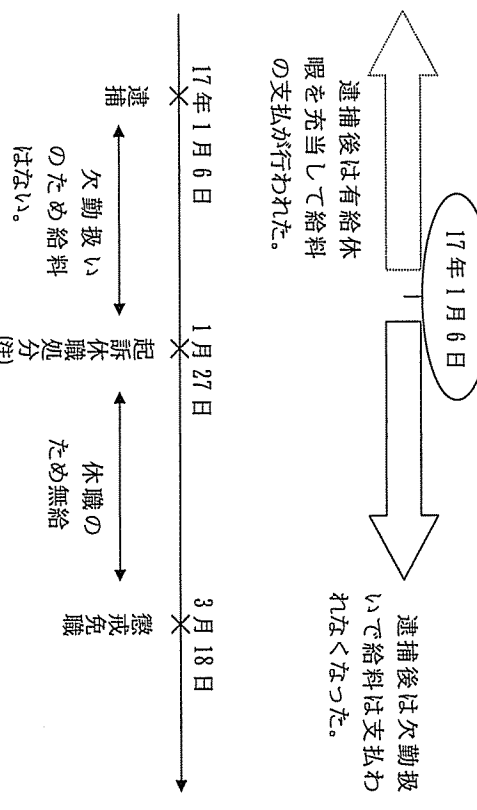 17年1月6日
逮捕後は有給休
暇を充当して給料
の支払が行われた。
逮捕後は欠勤扱
いで給料は支払わ
れなくなった。
17年1月6日
1月27日
3月18日
逮捕
起訴休職処分
(注)
懲戒免職
欠勤扱い
のため給料
はない。
休職の
ため無給